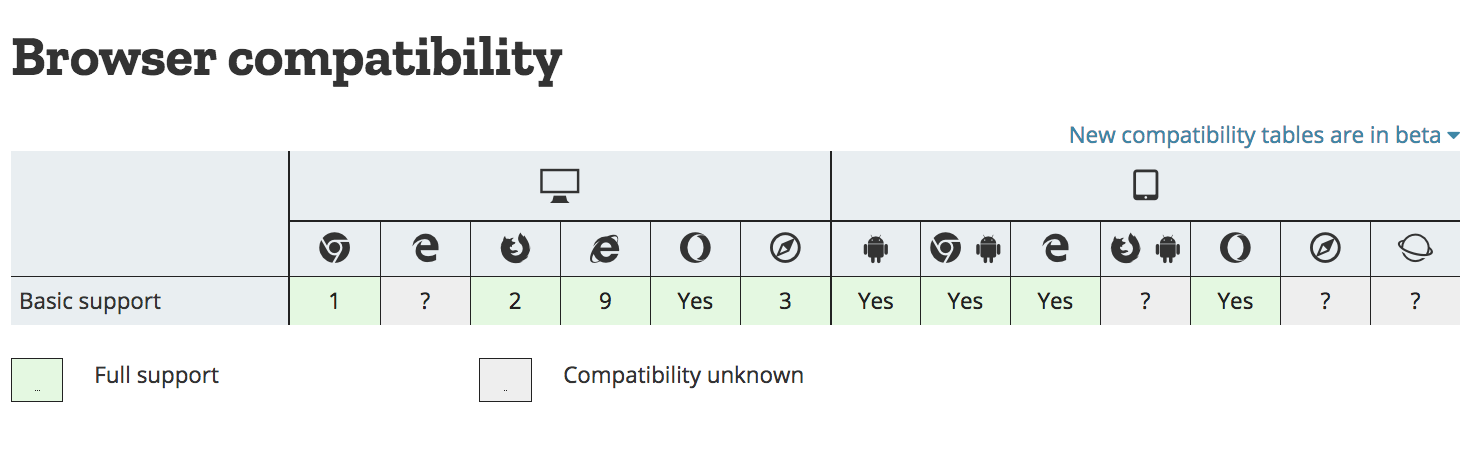 Browser compatibility
New compatibility tables are in beta
Basic support 1 ? 2 9 Yes 3 Yes Yes Yes ? Yes ? ?
... Full support .. Compatibility unknown